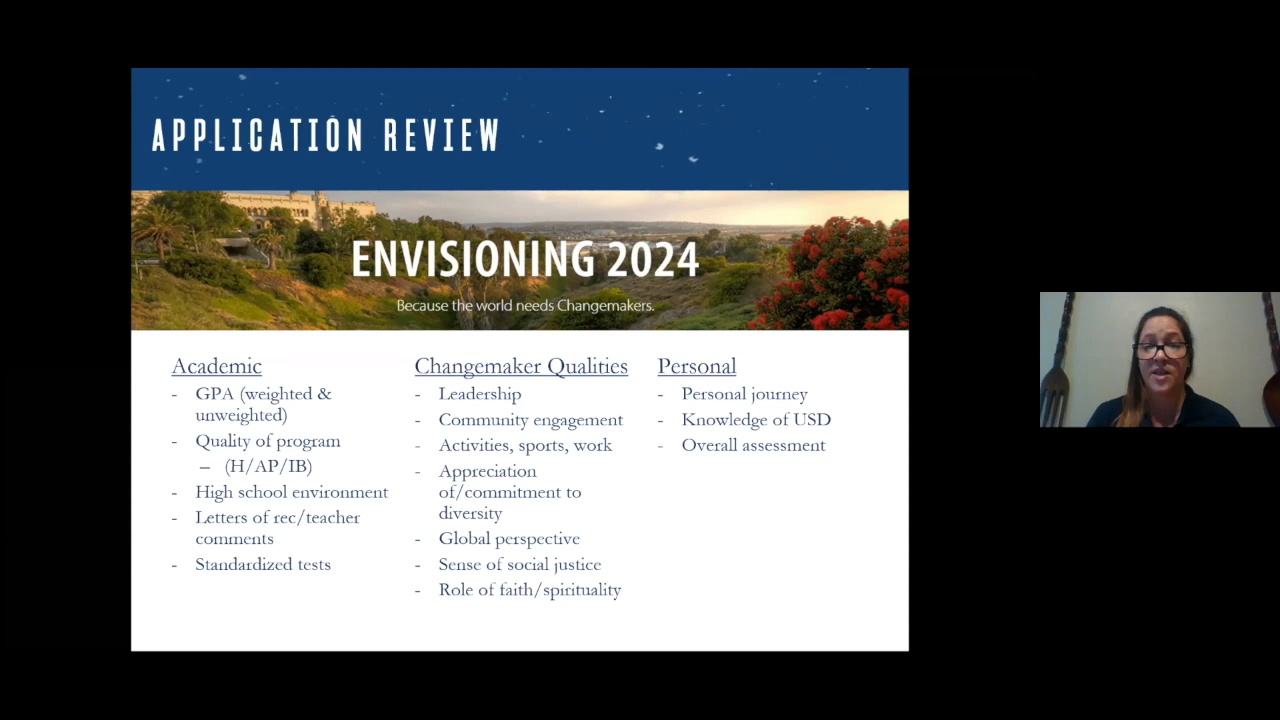 APPLICATION REVIEW
ENVISIONING 2024
Because the world needs Changemakers.
Academic
- GPA (weighted &
unweighted)
- Quality of program
– (H/AP/IB)
- High school environment
- Letters of rec/teacher
comments
- Standardized tests
Changemaker Qualities
- Leadership
- Community engagement
- Activities, sports, work
- Appreciation
of/commitment to
diversity
- Global perspective
- Sense of social justice
- Role of faith/spirituality
Personal
- Personal journey
- Knowledge of USD
- Overall assessment